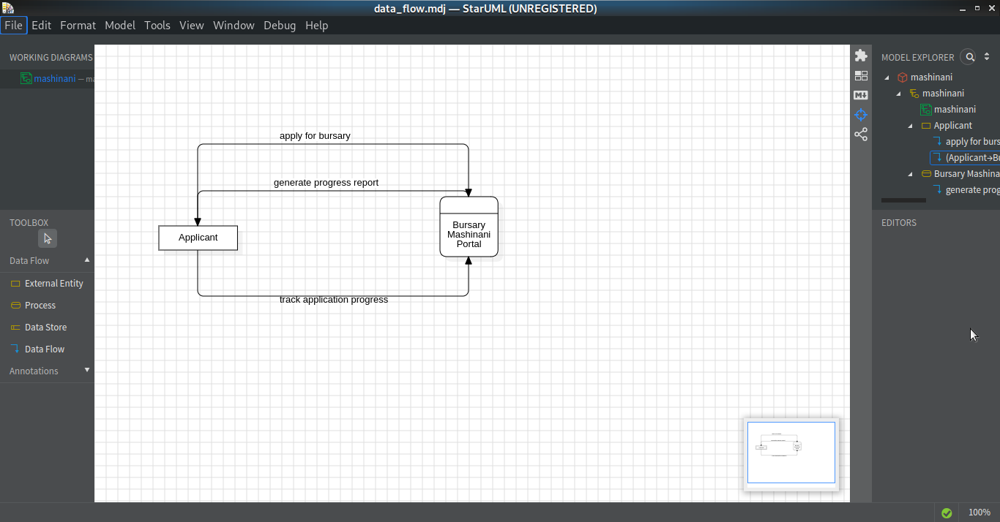 data_flow.mdj — StarUML (UNREGISTERED)
File Edit Format Model Tools View Window Debug Help
WORKING DIAGRAMS
mashinani — ma
TOOLBOX
Data Flow
External Entity
Process
Data Store
Data Flow
Annotations
apply for bursary
generate progress report
Applicant
Bursary
Mashinani
Portal
track application progress
M
MODEL EXPLORER
mashinani
mashinani
mashinani
Applicant
apply for burs
(Applicant→Bu
Bursary Mashina
generate prog
EDITORS
100%